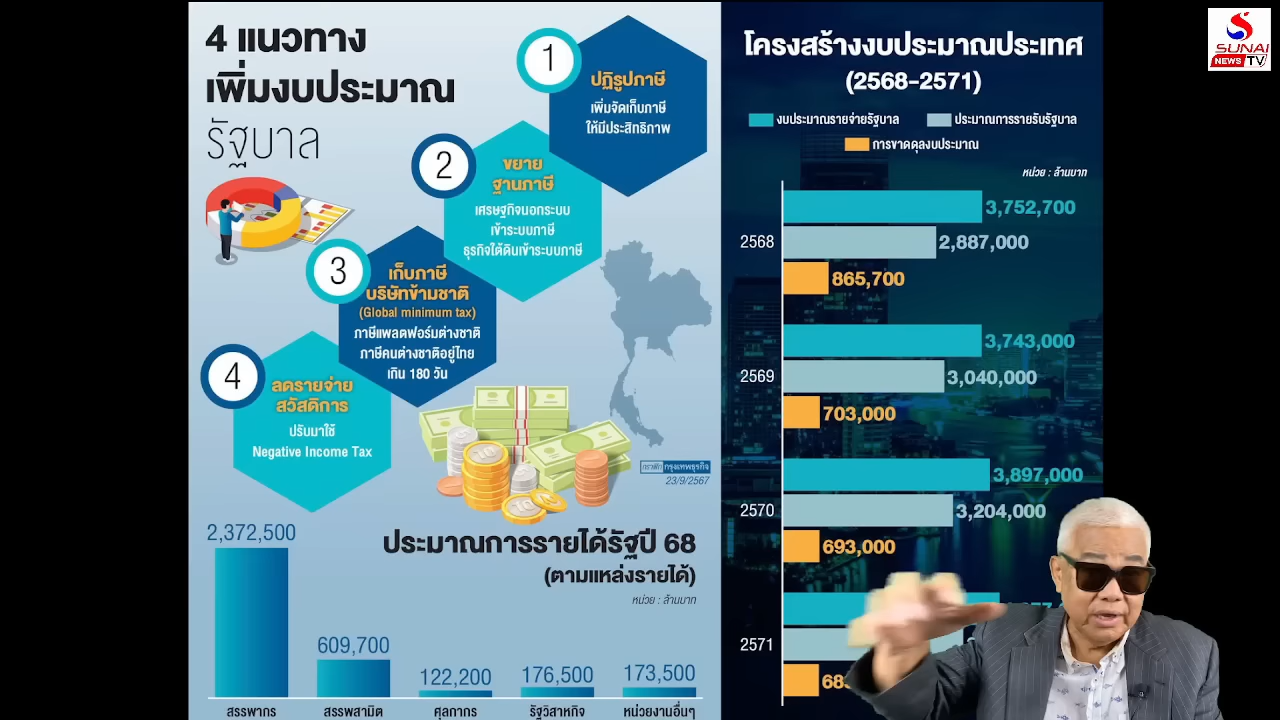 4 แนวทาง
เพิ่มงบประมาณ
รัฐบาล
1
ปฏิรูปภาษี
เพิ่มจัดเก็บภาษี
ให้มีประสิทธิภาพ
2
ขยาย
ฐานภาษี
เศรษฐกิจนอกระบบ
เข้าระบบภาษี
ธุรกิจใต้ดินเข้าระบบภาษี
3
เก็บภาษี
บริษัทข้ามชาติ
(Global minimum tax)
ภาษีแพลตฟอร์มต่างชาติ
ภาษีคนต่างชาติอยู่ไทย
เกิน 180 วัน
4
ลดรายจ่าย
สวัสดิการ
ปรับมาใช้
Negative Income Tax
กราฟิก กรุงเทพธุรกิจ
23/9/2567
ประมาณการรายได้รัฐปี 68
(ตามแหล่งรายได้)
หน่วย : ล้านบาท
2,372,500
609,700
122,200
176,500
173,500
สรรพากร
สรรพสามิต
ศุลกากร
รัฐวิสาหกิจ
หน่วยงานอื่นๆ
โครงสร้างงบประมาณประเทศ
(2568-2571)
งบประมาณรายจ่ายรัฐบาล
ประมาณการรายรับรัฐบาล
การขาดดุลงบประมาณ
หน่วย : ล้านบาท
2568
3,752,700
2,887,000
865,700
2569
3,743,000
3,040,000
703,000
2570
3,897,000
3,204,000
693,000
2571
SUNAI
NEWS TV